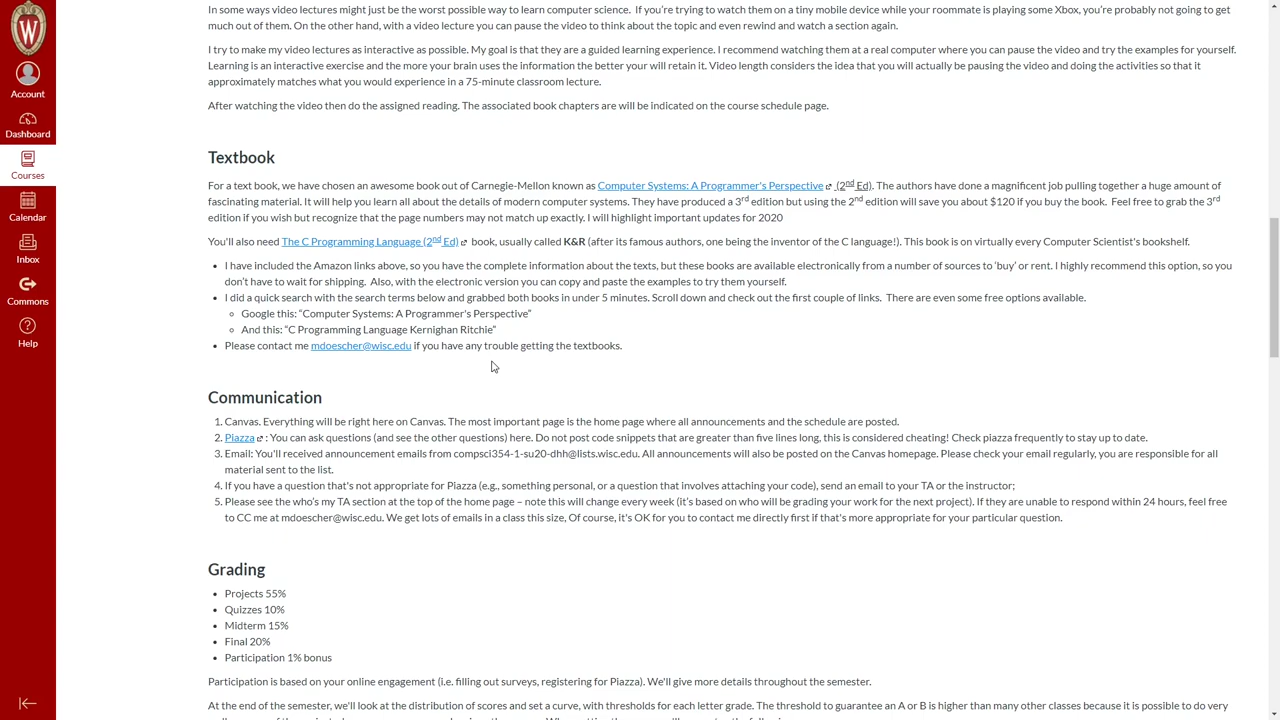 In some ways video lectures might just be the worst possible way to learn computer science.  If you're trying to watch them on a tiny mobile device while your roommate is playing some Xbox, you're probably not going to get
much out of them. On the other hand, with a video lecture you can pause the video to think about the topic and even rewind and watch a section again.
I try to make my video lectures as interactive as possible. My goal is that they are a guided learning experience. I recommend watching them at a real computer where you can pause the video and try the examples for yourself.
Learning is an interactive exercise and the more your brain uses the information the better your will retain it. Video length considers the idea that you will actually be pausing the video and doing the activities so that it
approximately matches what you would experience in a 75-minute classroom lecture.
After watching the video then do the assigned reading. The associated book chapters are will be indicated on the course schedule page.
Account
Dashboard
Courses
Calendar
Inbox
Commons
Help
Textbook
For a text book, we have chosen an awesome book out of Carnegie-Mellon known as Computer Systems: A Programmer's Perspective (2nd Ed). The authors have done a magnificent job pulling together a huge amount of
fascinating material. It will help you learn all about the details of modern computer systems. They have produced a 3rd edition but using the 2nd edition will save you about $120 if you buy the book.  Feel free to grab the 3rd
edition if you wish but recognize that the page numbers may not match up exactly. I will highlight important updates for 2020
You'll also need The C Programming Language (2nd Ed) book, usually called K&R (after its famous authors, one being the inventor of the C language!). This book is on virtually every Computer Scientist's bookshelf.
• I have included the Amazon links above, so you have the complete information about the texts, but these books are available electronically from a number of sources to 'buy' or rent. I highly recommend this option, so you
don't have to wait for shipping.  Also, with the electronic version you can copy and paste the examples to try them yourself.
• I did a quick search with the search terms below and grabbed both books in under 5 minutes. Scroll down and check out the first couple of links.  There are even some free options available.
◦ Google this: "Computer Systems: A Programmer's Perspective"
◦ And this: "C Programming Language Kernighan Ritchie"
• Please contact me mdoescher@wisc.edu if you have any trouble getting the textbooks.
Communication
1. Canvas. Everything will be right here on Canvas. The most important page is the home page where all announcements and the schedule are posted.
2. Piazza : You can ask questions (and see the other questions) here. Do not post code snippets that are greater than five lines long, this is considered cheating! Check piazza frequently to stay up to date.
3. Email: You'll received announcement emails from compsci354-1-su20-dhh@lists.wisc.edu. All announcements will also be posted on the Canvas homepage. Please check your email regularly, you are responsible for all
material sent to the list.
4. If you have a question that's not appropriate for Piazza (e.g., something personal, or a question that involves attaching your code), send an email to your TA or the instructor;
5. Please see the who's my TA section at the top of the home page – note this will change every week (it's based on who will be grading your work for the next project). If they are unable to respond within 24 hours, feel free
to CC me at mdoescher@wisc.edu. We get lots of emails in a class this size, Of course, it's OK for you to contact me directly first if that's more appropriate for your particular question.
Grading
• Projects 55%
• Quizzes 10%
• Midterm 15%
• Final 20%
• Participation 1% bonus
Participation is based on your online engagement (i.e. filling out surveys, registering for Piazza). We'll give more details throughout the semester.
At the end of the semester, we'll look at the distribution of scores and set a curve, with thresholds for each letter grade. The threshold to guarantee an A or B is higher than many other classes because it is possible to do very